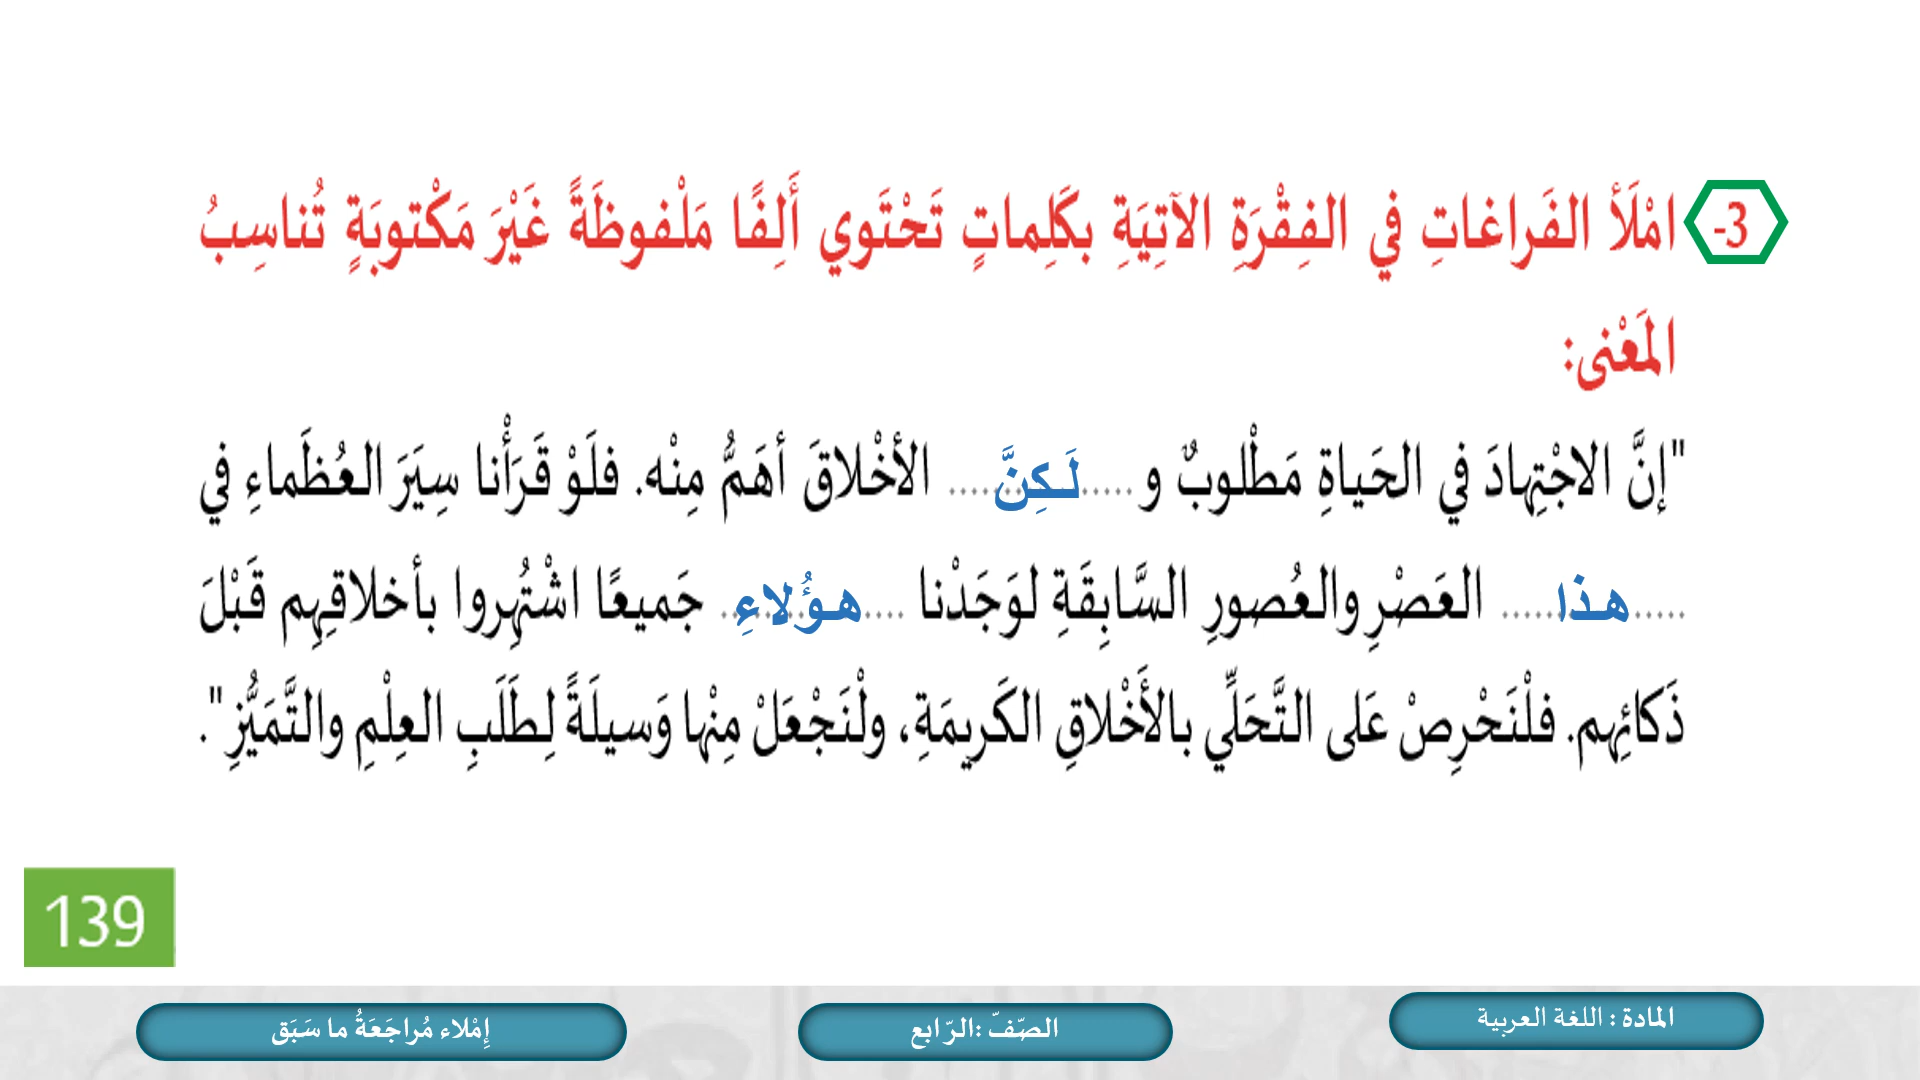 3- امْلَأْ الفَراغاتِ في الفِقْرَةِ الآتِيَةِ بكَلِماتٍ تَحْتَوي أَلِفًا مَلْفوظَةً غَيْرَ مَكْتوبَةٍ تُناسِبُ
المَعْنى:
"إنَّ الاجْتِهادَ في الحَياةِ مَطْلوبٌ و.....لَـكِنَّ.... الأخْلاقَ أهَمُّ مِنْه. فلَوْ قَرَأْنا سِيَرَ العُظَماءِ في
.....هـذا..... العَصْرِ والعُصورِ السَّابِقَةِ لوَجَدْنا ....هـؤُلاءِ. جَميعًا اشْتُهِروا بأخلاقِهِم قَبْلَ
ذَكائِهِم. فلْنَحْرِصْ عَلى التَّحَلِّي بالأَخْلاقِ الكَريمَةِ، ولْنَجْعَلْ مِنْها وَسيلَةً لِطَلَبِ العِلْمِ والتَّمَيُّزِ".
139
المادة : اللغة العربية
الصّفّ :الرّابع
إِمْلاء مُراجَعَةُ ما سَبَق